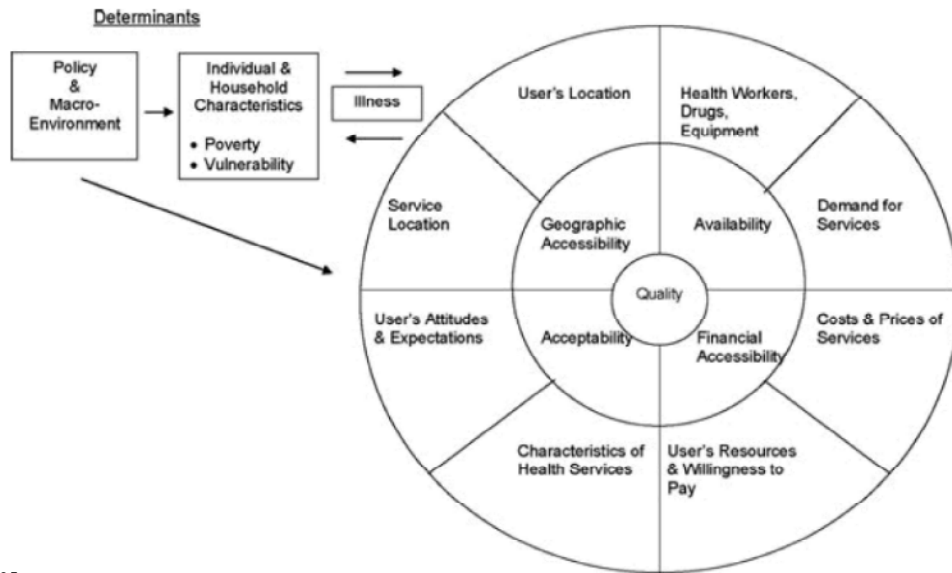 Determinants
Policy
&
Macro-
Environment
Individual &
Household
Characteristics
• Poverty
• Vulnerability
Illness
User's Location
Health Workers,
Drugs,
Equipment
Service
Location
Geographic
Accessibility
Availability
Demand for
Services
Quality
User's Attitudes
& Expectations
Acceptability
Financial
Accessibility
Costs & Prices of
Services
Characteristics of
Health Services
User's Resources
& Willingness to
Pay